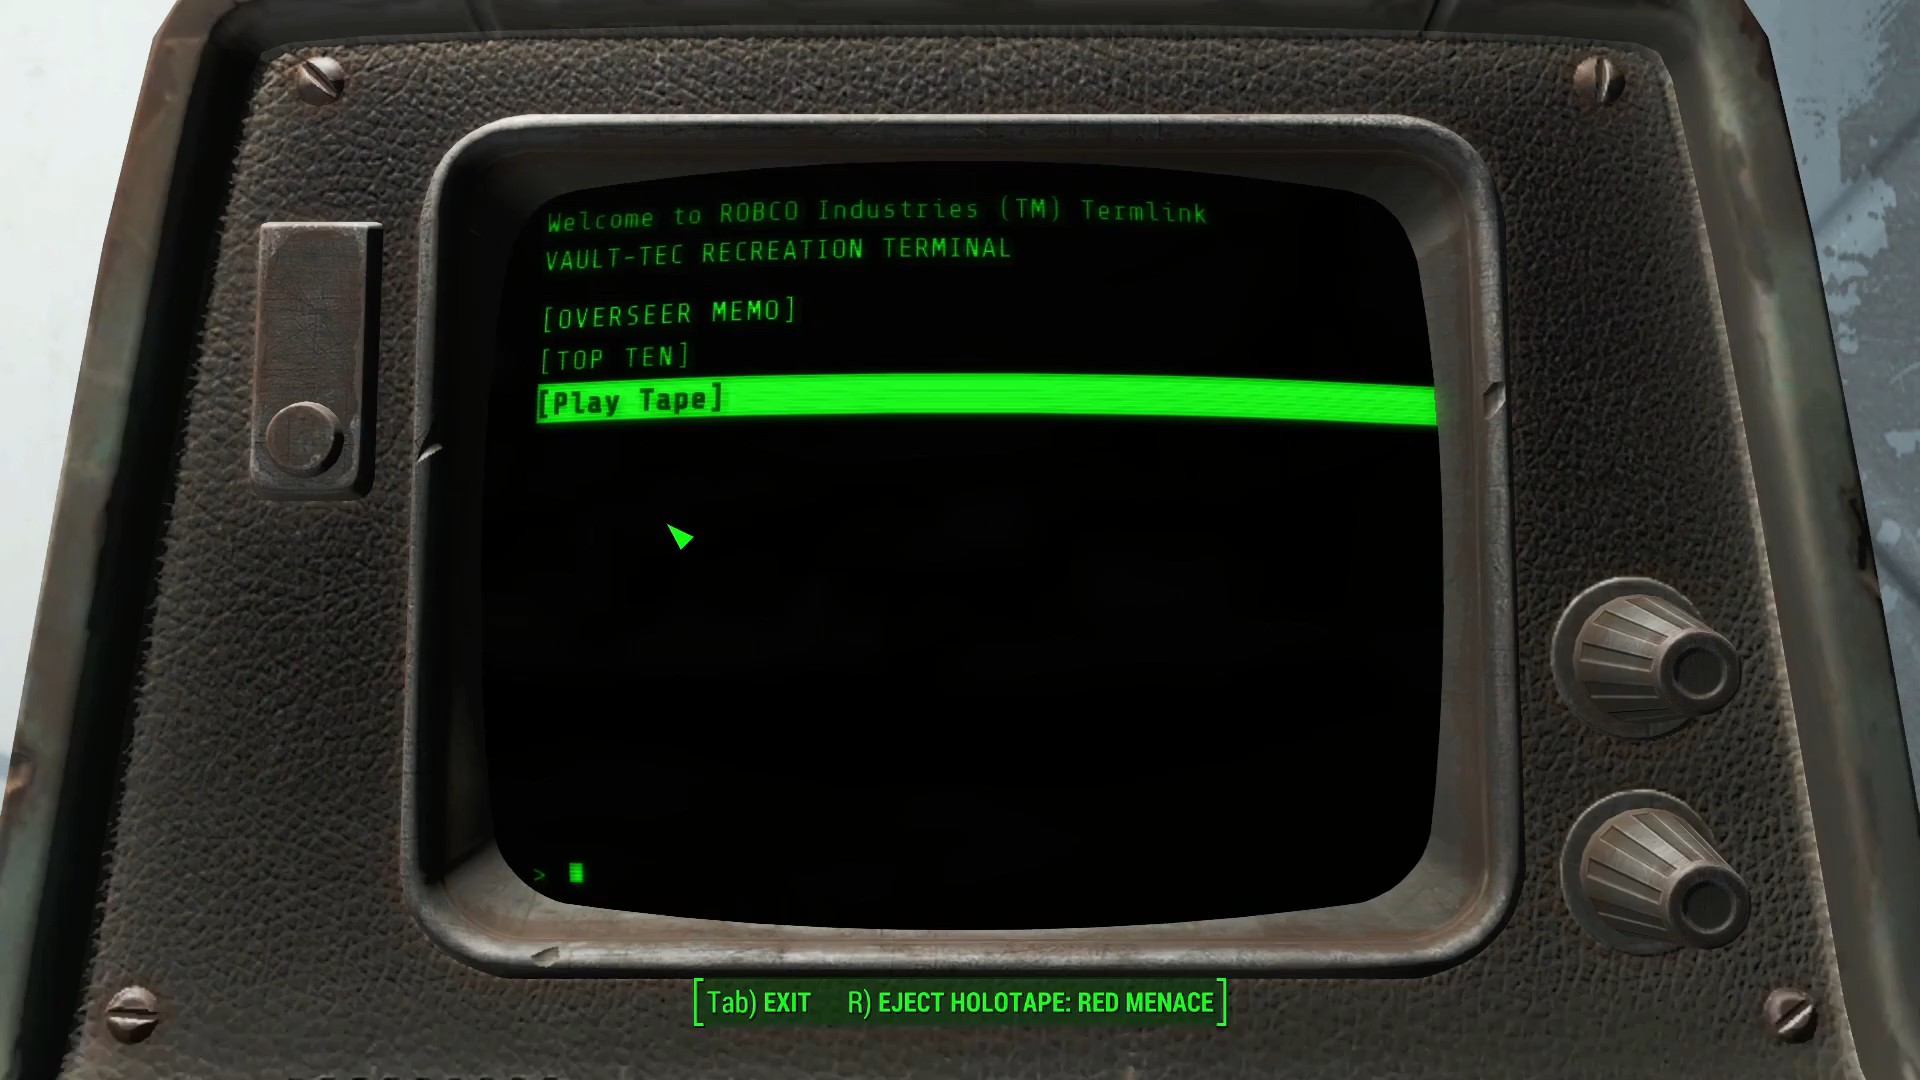 Welcome to ROBCO Industries (TM) Termlink
VAULT-TEC RECREATION TERMINAL
[OVERSEER MEMO]
[TOP TEN]
[Play Tape]
>
[Tab) EXIT R) EJECT HOLOTAPE: RED MENACE]